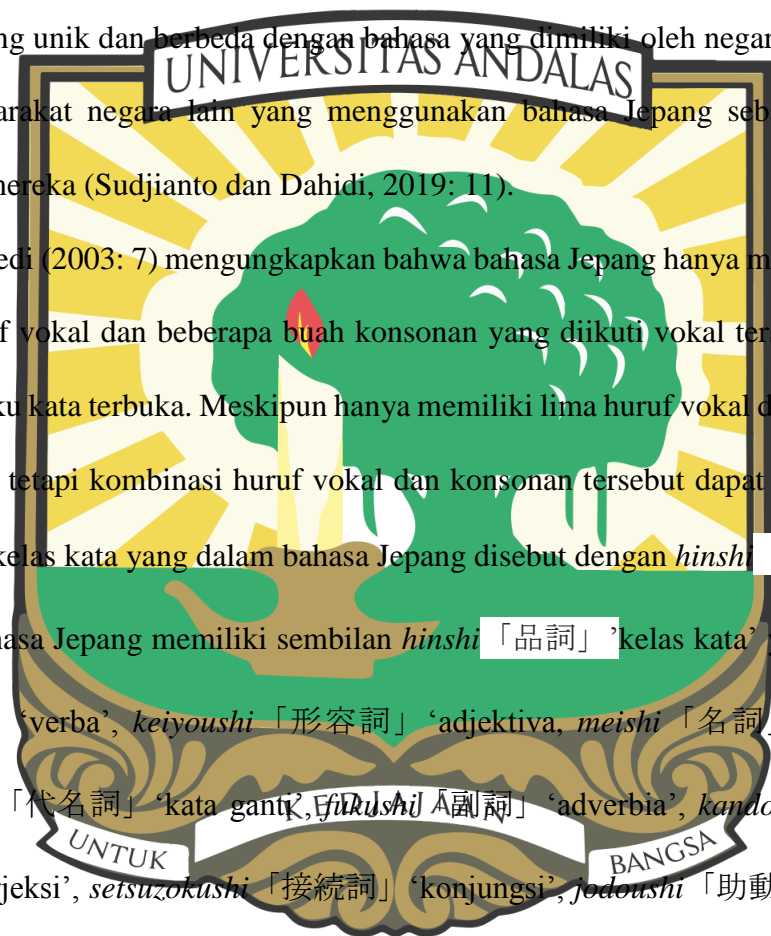 ng unik dan berbeda dengan bahasa yang dimiliki oleh negar
UNIVERSITAS ANDALAS
arakat negara lain yang menggunakan bahasa Jepang seb
mereka (Sudjianto dan Dahidi, 2019: 11).
edi (2003: 7) mengungkapkan bahwa bahasa Jepang hanya m
f vokal dan beberapa buah konsonan yang diikuti vokal ters
ku kata terbuka. Meskipun hanya memiliki lima huruf vokal d
tetapi kombinasi huruf vokal dan konsonan tersebut dapat
kelas kata yang dalam bahasa Jepang disebut dengan hinshi
hasa Jepang memiliki sembilan hinshi「品詞」’kelas kata’ y
‘verba’, keiyoushi「形容詞」‘adjektiva, meishi「名詞」
「代名詞」‘kata ganti’, fukushi「副詞」‘adverbia’, kando
KEDJAJAAN
UNTUK
BANGSA
rjeksi’, setsuzokushi「接続詞」‘konjungsi’, jodoushi「助動